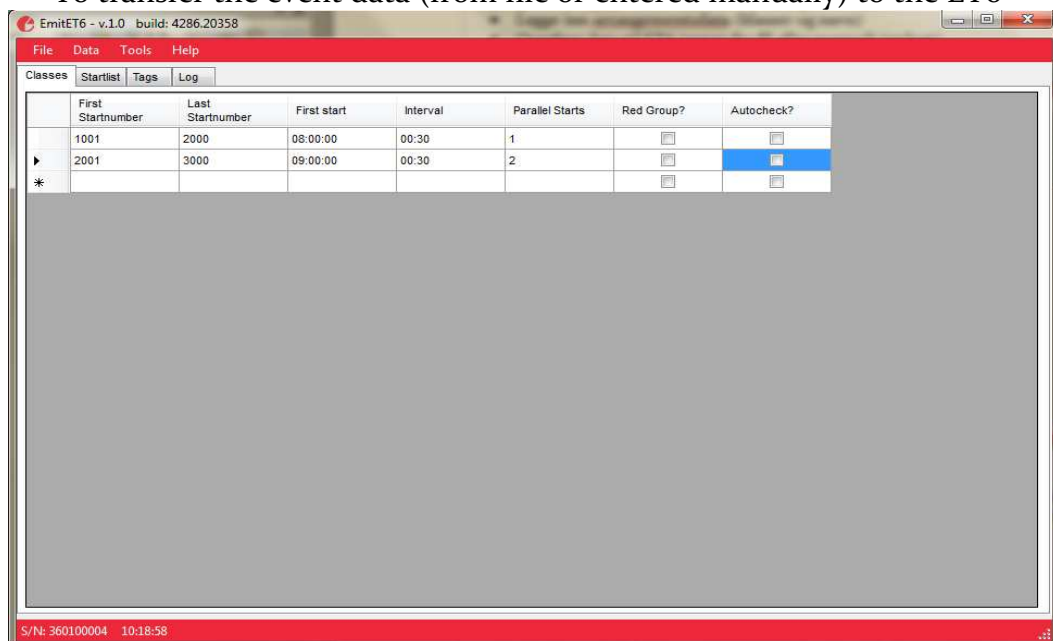 To transfer the event data (from file or entered manually) to the ET6
EmitET6 - v.1.0 build: 4286.20358
File Data Tools Help
Classes Startlist Tags Log
First Startnumber Last Startnumber First start Interval Parallel Starts Red Group? Autocheck?
1001 2000 08:00:00 00:30 1
2001 3000 09:00:00 00:30 2
S/N: 360100004 10:18:58